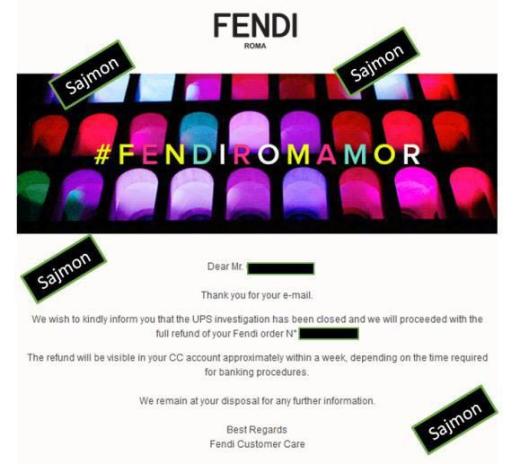 FENDI
ROMA
Sajmon
Sajmon
#FENDIROMAMOR
Sajmon
Dear Mr.
Thank you for your e-mail.
We wish to kindly inform you that the UPS investigation has been closed and we will proceeded with the
full refund of your Fendi order N°
The refund will be visible in your CC account approximately within a week, depending on the time required
for banking procedures.
We remain at your disposal for any further information.
Sajmon
Best Regards
Fendi Customer Care